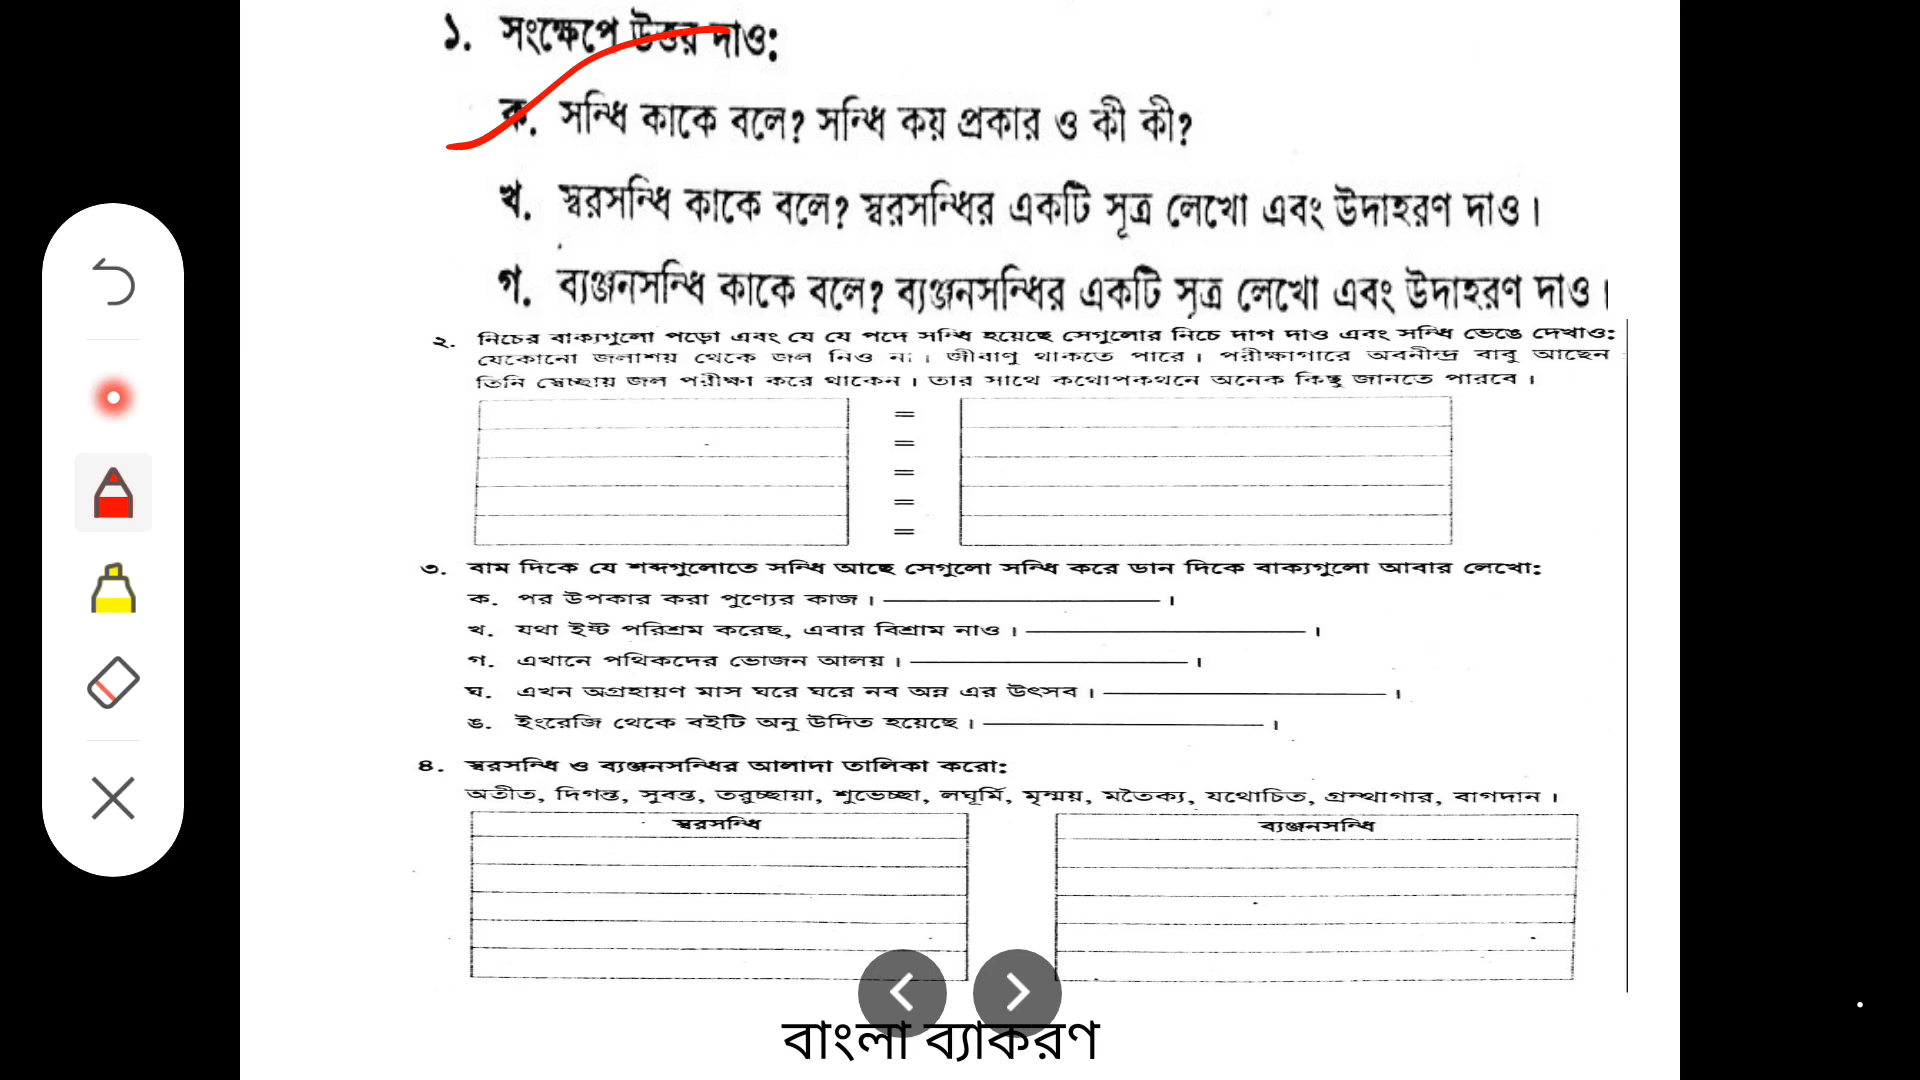 ১. সংক্ষেপে উত্তর দাও:
ক. সন্ধি কাকে বলে? সন্ধি কয় প্রকার ও কী কী?
খ. স্বরসন্ধি কাকে বলে? স্বরসন্ধির একটি সূত্র লেখো এবং উদাহরণ দাও।
গ. ব্যঞ্জনসন্ধি কাকে বলে? ব্যঞ্জনসন্ধির একটি সূত্র লেখো এবং উদাহরণ দাও।
২. নিচের বাক্যগুলো পড়ো এবং যে যে পদে সন্ধি হয়েছে সেগুলোর নিচে দাগ দাও এবং সন্ধি ভেঙে দেখাও:
যেকোনো জলাশয় থেকে জল নিও না। জীবাণু থাকতে পারে। পরীক্ষাগারে অবনীন্দ্র বাবু আছেন
তিনি স্বেচ্ছায় জল পরীক্ষা করে থাকেন। তার সাথে কথোপকথনে অনেক কিছু জানতে পারবে।
=
=
=
=
=
৩. বাম দিকে যে শব্দগুলোতে সন্ধি আছে সেগুলো সন্ধি করে ডান দিকে বাক্যগুলো আবার লেখো:
ক. পর উপকার করা পুণ্যের কাজ। ————————।
খ. যথা ইষ্ট পরিশ্রম করেছ, এবার বিশ্রাম নাও। ————————।
গ. এখানে পথিকদের ভোজন আলয়। ————————।
ঘ. এখন অগ্রহায়ণ মাস ঘরে ঘরে নব অন্ন এর উৎসব। ————————।
ঙ. ইংরেজি থেকে বইটি অনু উদিত হয়েছে। ————————।
৪. স্বরসন্ধি ও ব্যঞ্জনসন্ধির আলাদা তালিকা করো:
অতীত, দিগন্ত, সুবন্ত, তরুচ্ছায়া, শুভেচ্ছা, লঘূর্মি, মৃন্ময়, মতৈক্য, যথোচিত, গ্রন্থাগার, বাগদান।
স্বরসন্ধি ব্যঞ্জনসন্ধি
বাংলা ব্যাকরণ